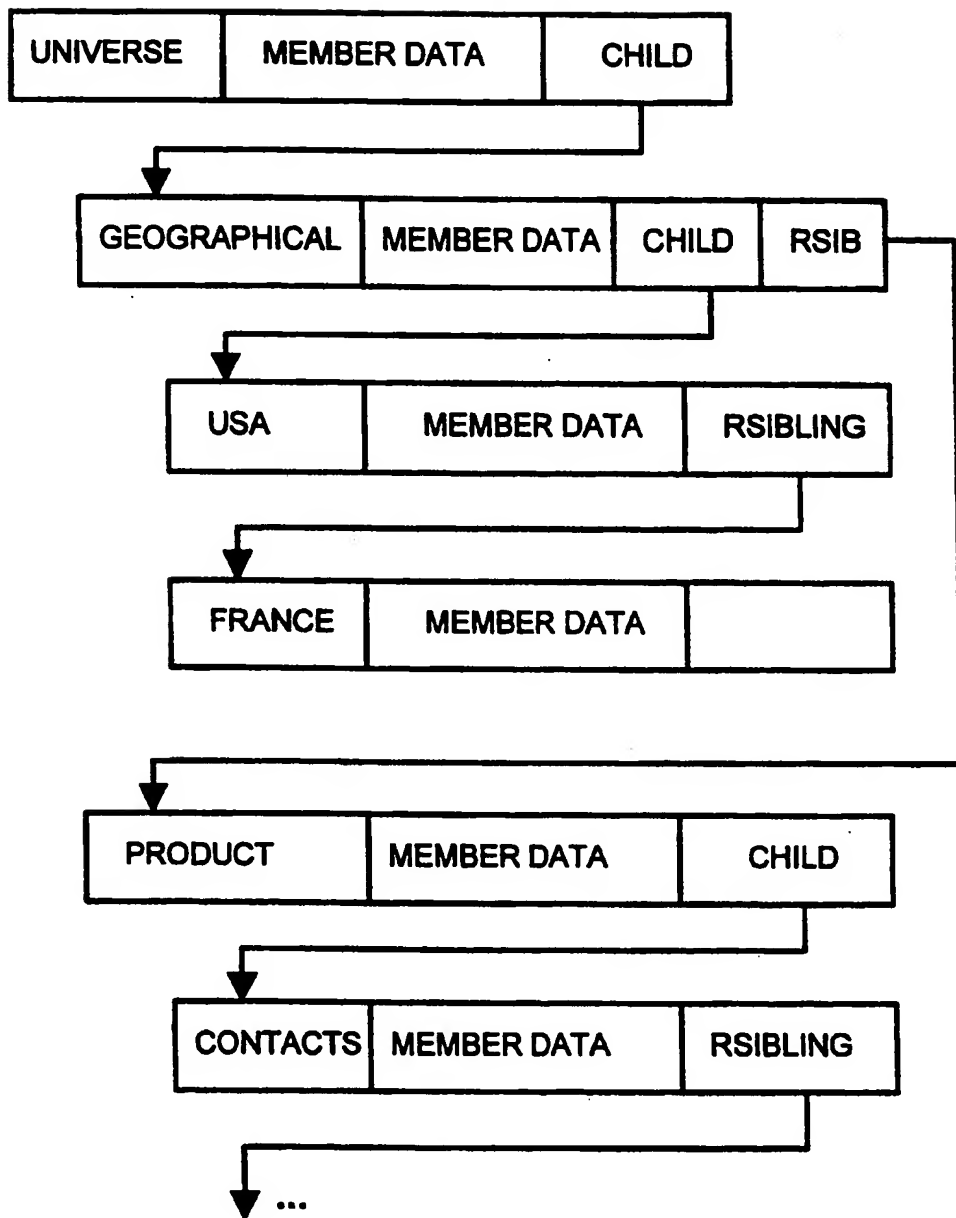 UNIVERSE MEMBER DATA CHILD
GEOGRAPHICAL MEMBER DATA CHILD RSIB
USA MEMBER DATA RSIBLING
FRANCE MEMBER DATA
PRODUCT MEMBER DATA CHILD
CONTACTS MEMBER DATA RSIBLING
...